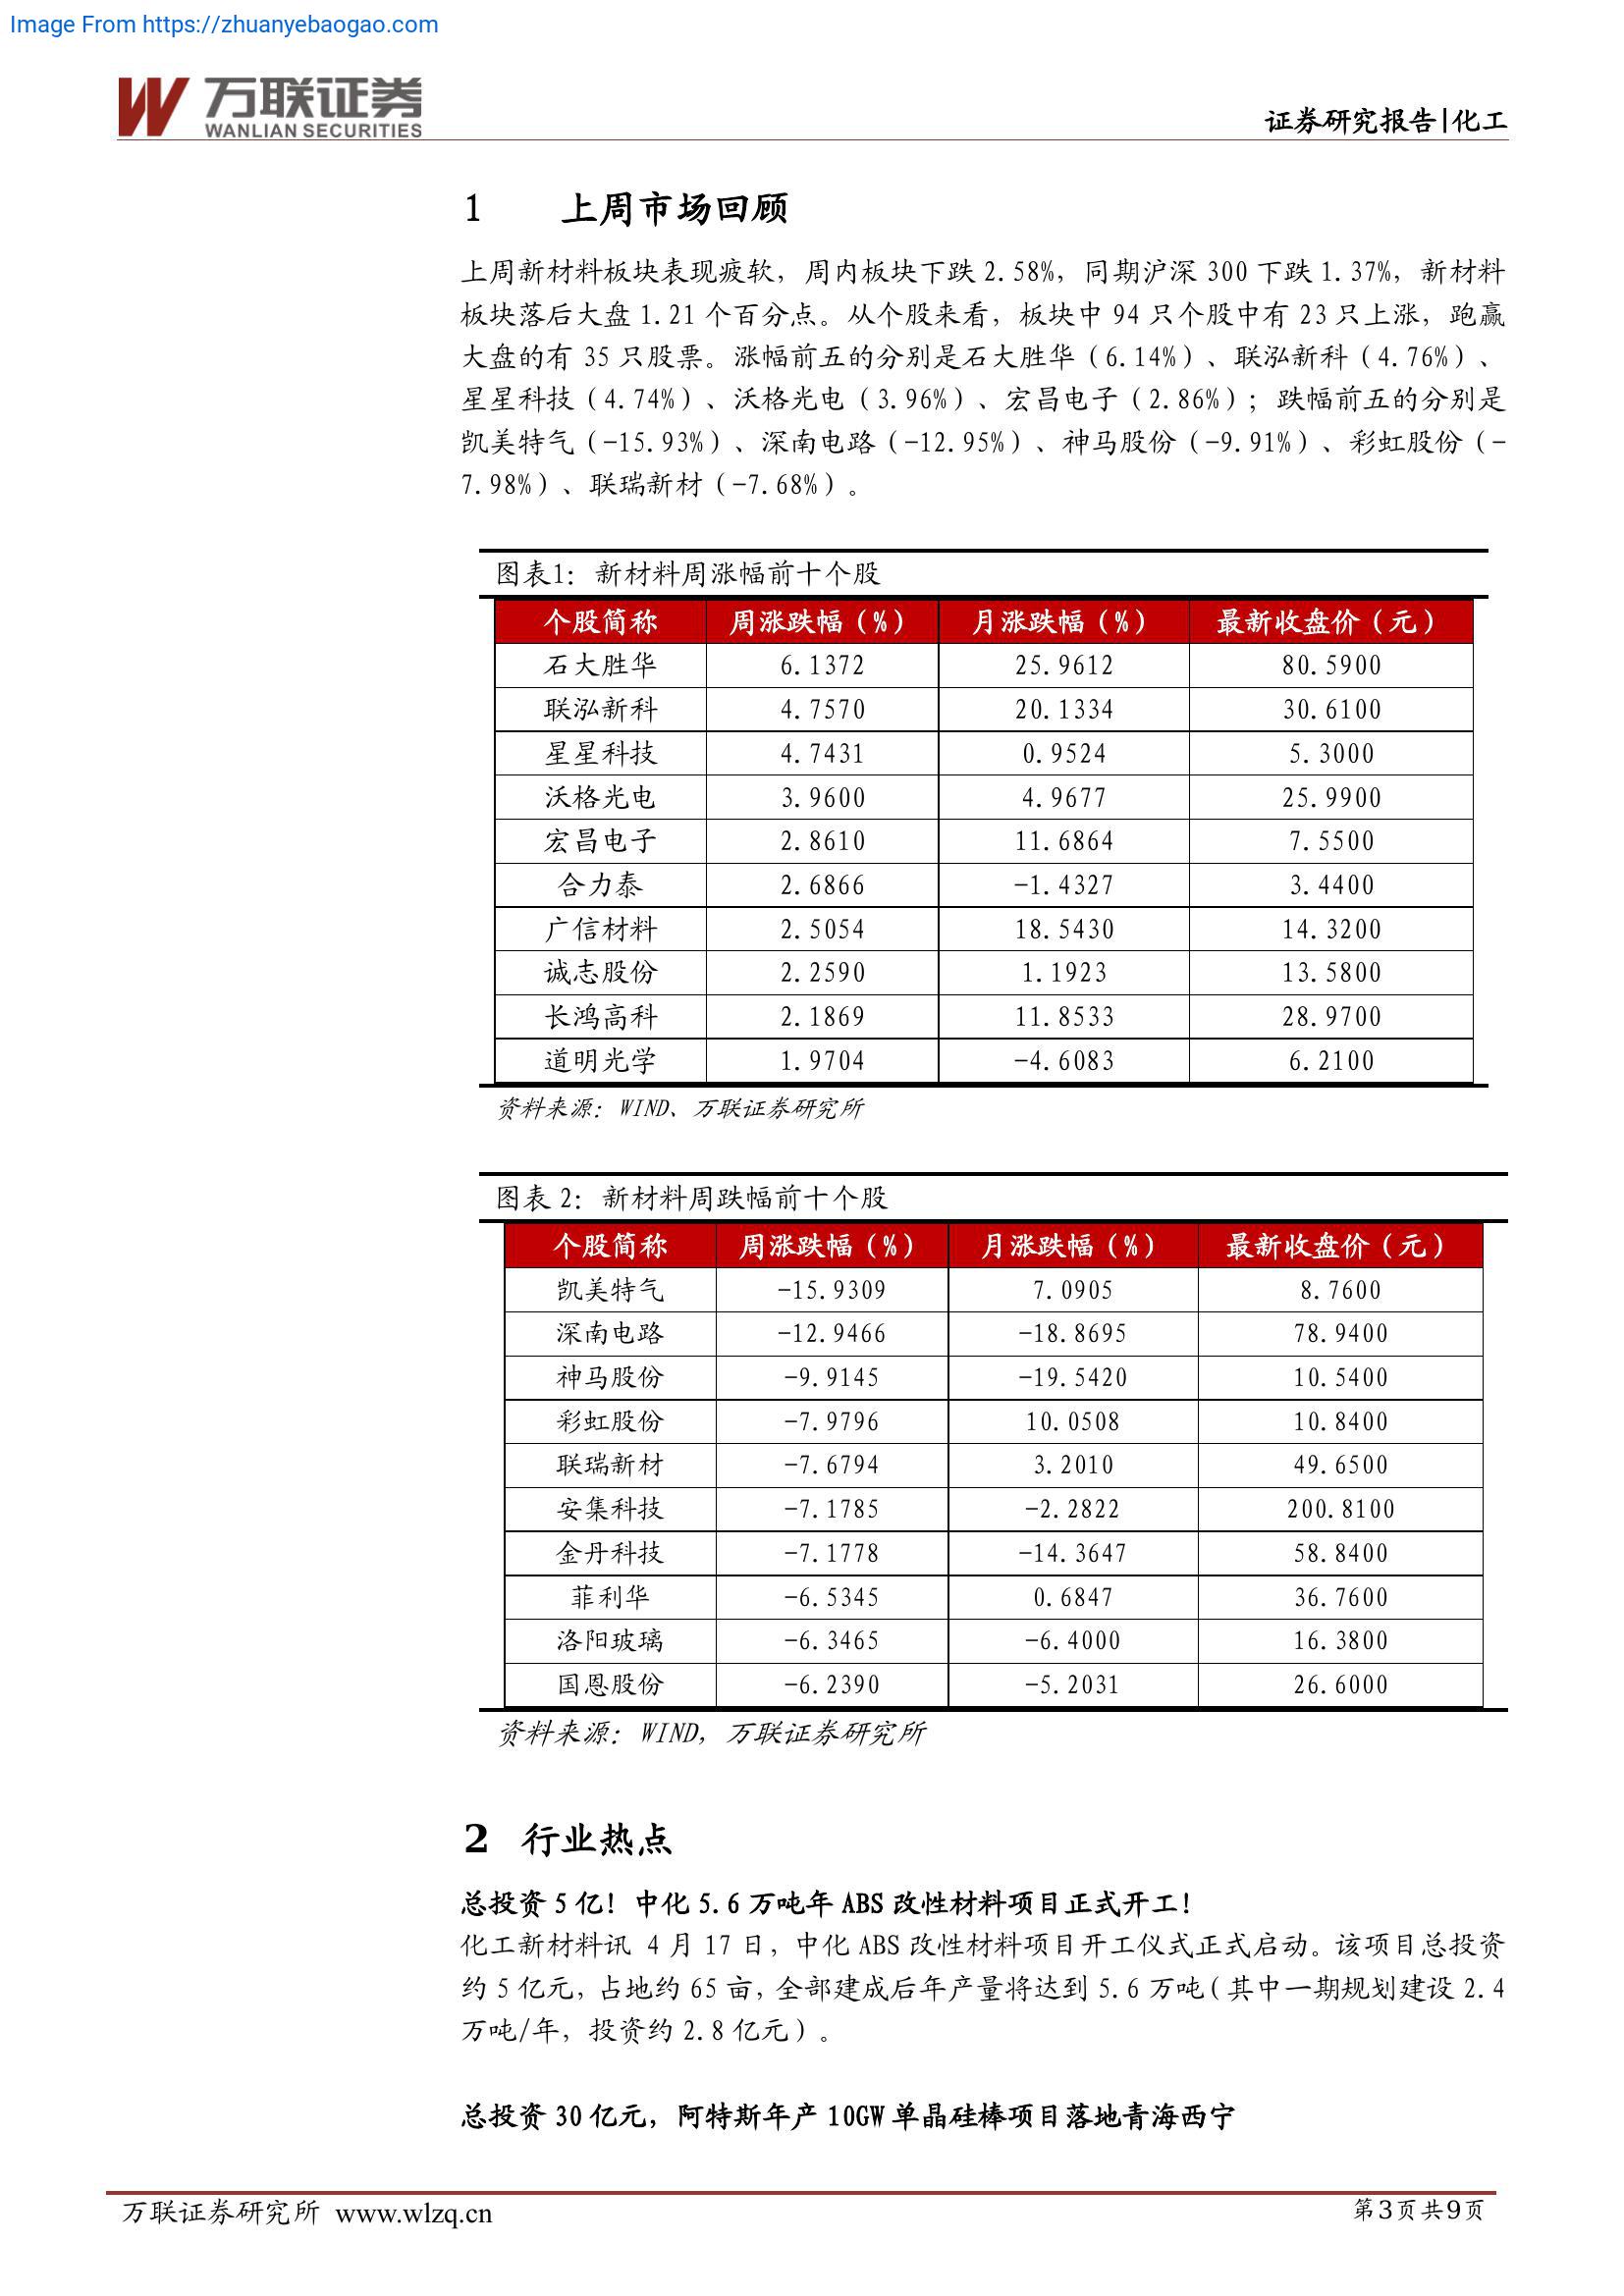 Image From https://zhuanyebaogao.com
万联证券
WANLIAN SECURITIES
证券研究报告|化工
1 上周市场回顾
上周新材料板块表现疲软，周内板块下跌 2.58%，同期沪深 300 下跌 1.37%，新材料
板块落后大盘 1.21 个百分点。从个股来看，板块中 94 只个股中有 23 只上涨，跑赢
大盘的有 35 只股票。涨幅前五的分别是石大胜华（6.14%）、联泓新科（4.76%）、
星星科技（4.74%）、沃格光电（3.96%）、宏昌电子（2.86%）；跌幅前五的分别是
凯美特气（-15.93%）、深南电路（-12.95%）、神马股份（-9.91%）、彩虹股份（-
7.98%）、联瑞新材（-7.68%）。
图表1：新材料周涨幅前十个股
个股简称 周涨跌幅（%） 月涨跌幅（%） 最新收盘价（元）
石大胜华 6.1372 25.9612 80.5900
联泓新科 4.7570 20.1334 30.6100
星星科技 4.7431 0.9524 5.3000
沃格光电 3.9600 4.9677 25.9900
宏昌电子 2.8610 11.6864 7.5500
合力泰 2.6866 -1.4327 3.4400
广信材料 2.5054 18.5430 14.3200
诚志股份 2.2590 1.1923 13.5800
长鸿高科 2.1869 11.8533 28.9700
道明光学 1.9704 -4.6083 6.2100
资料来源：WIND、万联证券研究所
图表 2：新材料周跌幅前十个股
个股简称 周涨跌幅（%） 月涨跌幅（%） 最新收盘价（元）
凯美特气 -15.9309 7.0905 8.7600
深南电路 -12.9466 -18.8695 78.9400
神马股份 -9.9145 -19.5420 10.5400
彩虹股份 -7.9796 10.0508 10.8400
联瑞新材 -7.6794 3.2010 49.6500
安集科技 -7.1785 -2.2822 200.8100
金丹科技 -7.1778 -14.3647 58.8400
菲利华 -6.5345 0.6847 36.7600
洛阳玻璃 -6.3465 -6.4000 16.3800
国恩股份 -6.2390 -5.2031 26.6000
资料来源：WIND，万联证券研究所
2 行业热点
总投资 5 亿！中化 5.6 万吨年 ABS 改性材料项目正式开工！
化工新材料讯 4 月 17 日，中化 ABS 改性材料项目开工仪式正式启动。该项目总投资
约 5 亿元，占地约 65 亩，全部建成后年产量将达到 5.6 万吨（其中一期规划建设 2.4
万吨/年，投资约 2.8 亿元）。
总投资 30 亿元，阿特斯年产 10GW 单晶硅棒项目落地青海西宁
万联证券研究所 www.wlzq.cn
第3页共9页